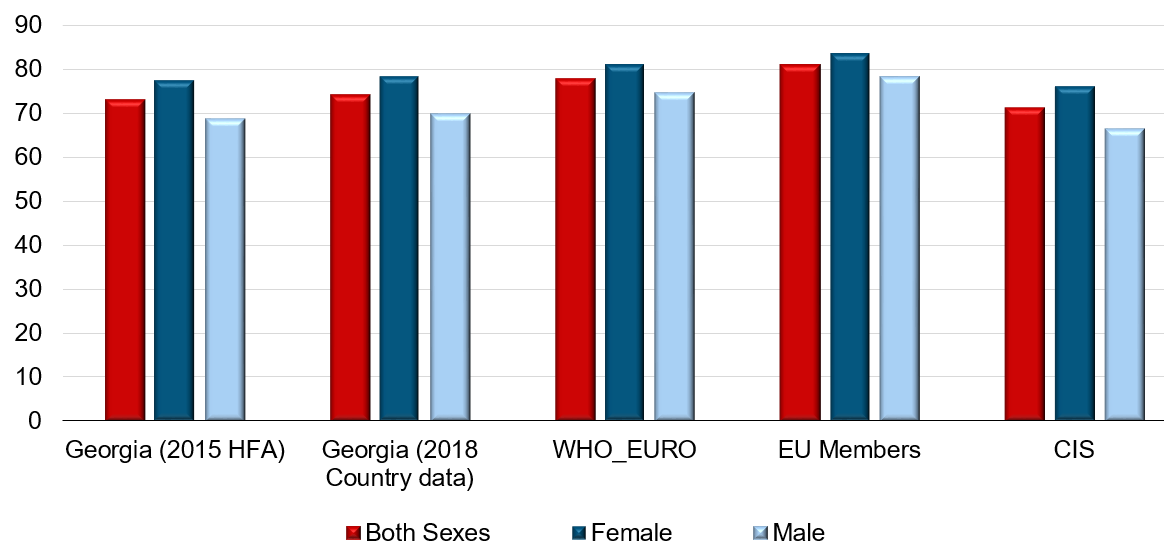 90
80
70
60
50
40
30
20
10
0
Georgia (2015 HFA)
Georgia (2018
Country data)
WHO_EURO
EU Members
CIS
Both Sexes
Female
Male